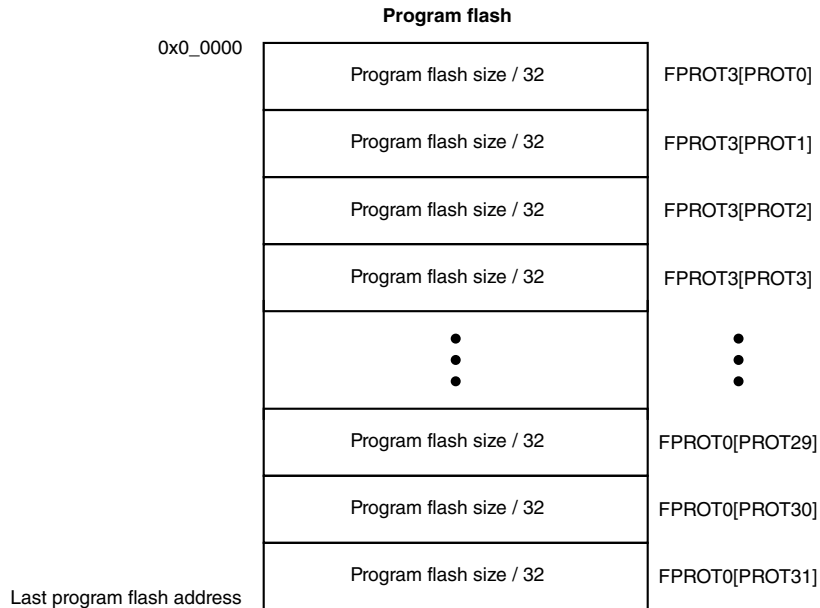 Program flash
0x0_0000
Program flash size / 32 FPROT3[PROT0]
Program flash size / 32 FPROT3[PROT1]
Program flash size / 32 FPROT3[PROT2]
Program flash size / 32 FPROT3[PROT3]
Program flash size / 32 FPROT0[PROT29]
Program flash size / 32 FPROT0[PROT30]
Program flash size / 32 FPROT0[PROT31]
Last program flash address